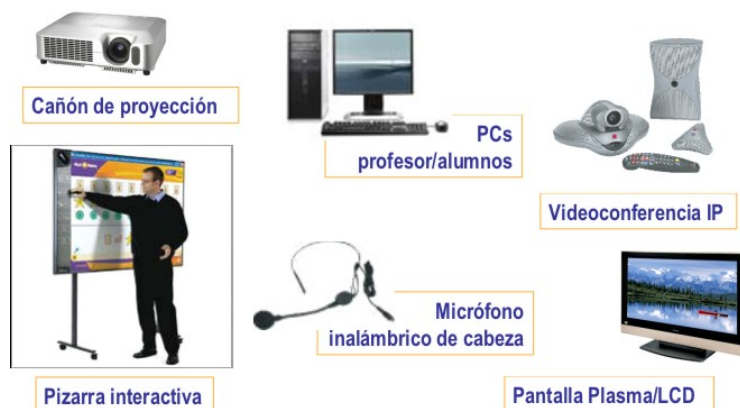 Cañón de proyección
PCs
profesor/alumnos
Videoconferencia IP
Micrófono
inalámbrico de cabeza
Pizarra interactiva
Pantalla Plasma/LCD